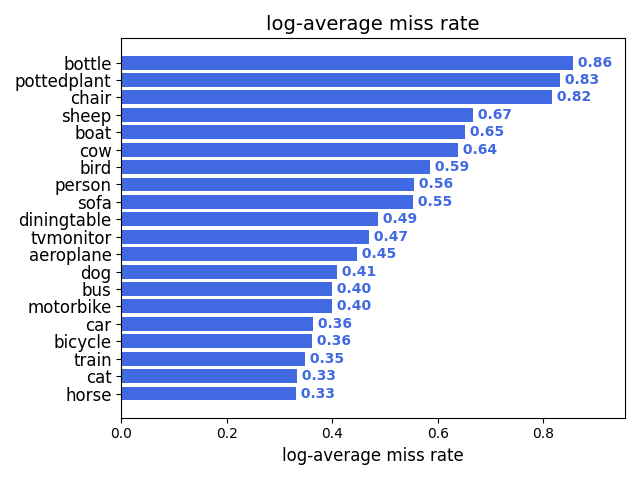 log-average miss rate
bottle 0.86
pottedplant 0.83
chair 0.82
sheep 0.67
boat 0.65
cow 0.64
bird 0.59
person 0.56
sofa 0.55
diningtable 0.49
tvmonitor 0.47
aeroplane 0.45
dog 0.41
bus 0.40
motorbike 0.40
car 0.36
bicycle 0.36
train 0.35
cat 0.33
horse 0.33
0.0 0.2 0.4 0.6 0.8
log-average miss rate